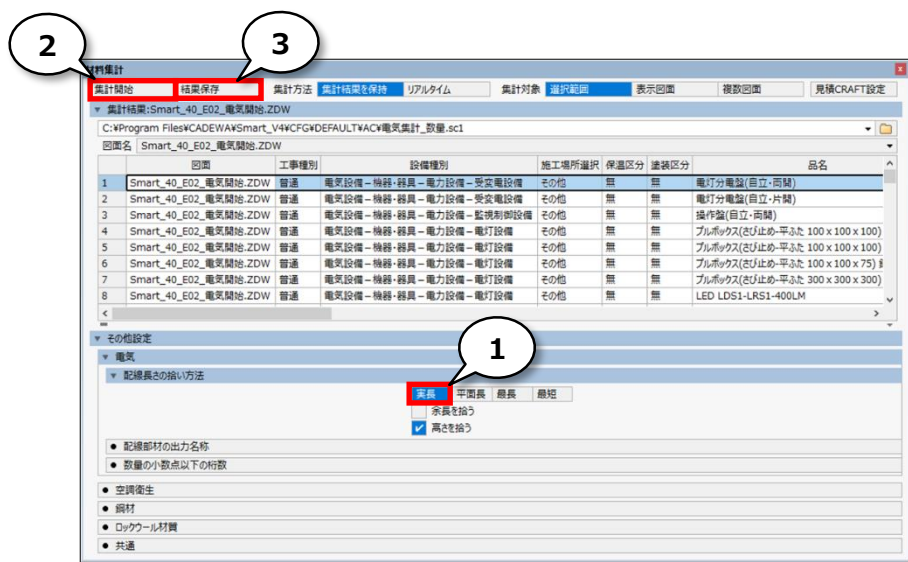 2
3
材料集計
集計開始 結果保存 集計方法 集計結果を保持 リアルタイム 集計対象 選択範囲 表示図面 複数図面 見積CRAFT設定
集計結果:Smart_40_E02_電気開始.ZDW
C:¥Program Files¥CADEWA¥Smart_V4¥CFG¥DEFAULT¥AC¥電気集計_数量.sc1
図面名 Smart_40_E02_電気開始.ZDW
図面 工事種別 設備種別 施工場所選択 保温区分 塗装区分 品名
1 Smart_40_E02_電気開始.ZDW 普通 電気設備－機器・器具－電力設備－受変電設備 その他 無 無 電灯分電盤(自立・両開)
2 Smart_40_E02_電気開始.ZDW 普通 電気設備－機器・器具－電力設備－受変電設備 その他 無 無 電灯分電盤(自立・片開)
3 Smart_40_E02_電気開始.ZDW 普通 電気設備－機器・器具－電力設備－監視制御設備 その他 無 無 操作盤(自立・両開)
4 Smart_40_E02_電気開始.ZDW 普通 電気設備－機器・器具－電力設備－電灯設備 その他 無 無 プルボックス(さび止め-平ふた 100 x 100 x 100)
5 Smart_40_E02_電気開始.ZDW 普通 電気設備－機器・器具－電力設備－電灯設備 その他 無 無 プルボックス(さび止め-平ふた 100 x 100 x 100)
6 Smart_40_E02_電気開始.ZDW 普通 電気設備－機器・器具－電力設備－電灯設備 その他 無 無 プルボックス(さび止め-平ふた 100 x 100 x 75)
7 Smart_40_E02_電気開始.ZDW 普通 電気設備－機器・器具－電力設備－電灯設備 その他 無 無 プルボックス(さび止め-平ふた 300 x 300 x 300)
8 Smart_40_E02_電気開始.ZDW 普通 電気設備－機器・器具－電力設備－電灯設備 その他 無 無 LED LDS1-LRS1-400LM
その他設定
1
電気
配線長さの拾い方法
実長 平面長 最長 最短
余長を拾う
高さを拾う
配線部材の出力名称
数量の小数点以下の桁数
空調衛生
鋼材
ロックウール材質
共通